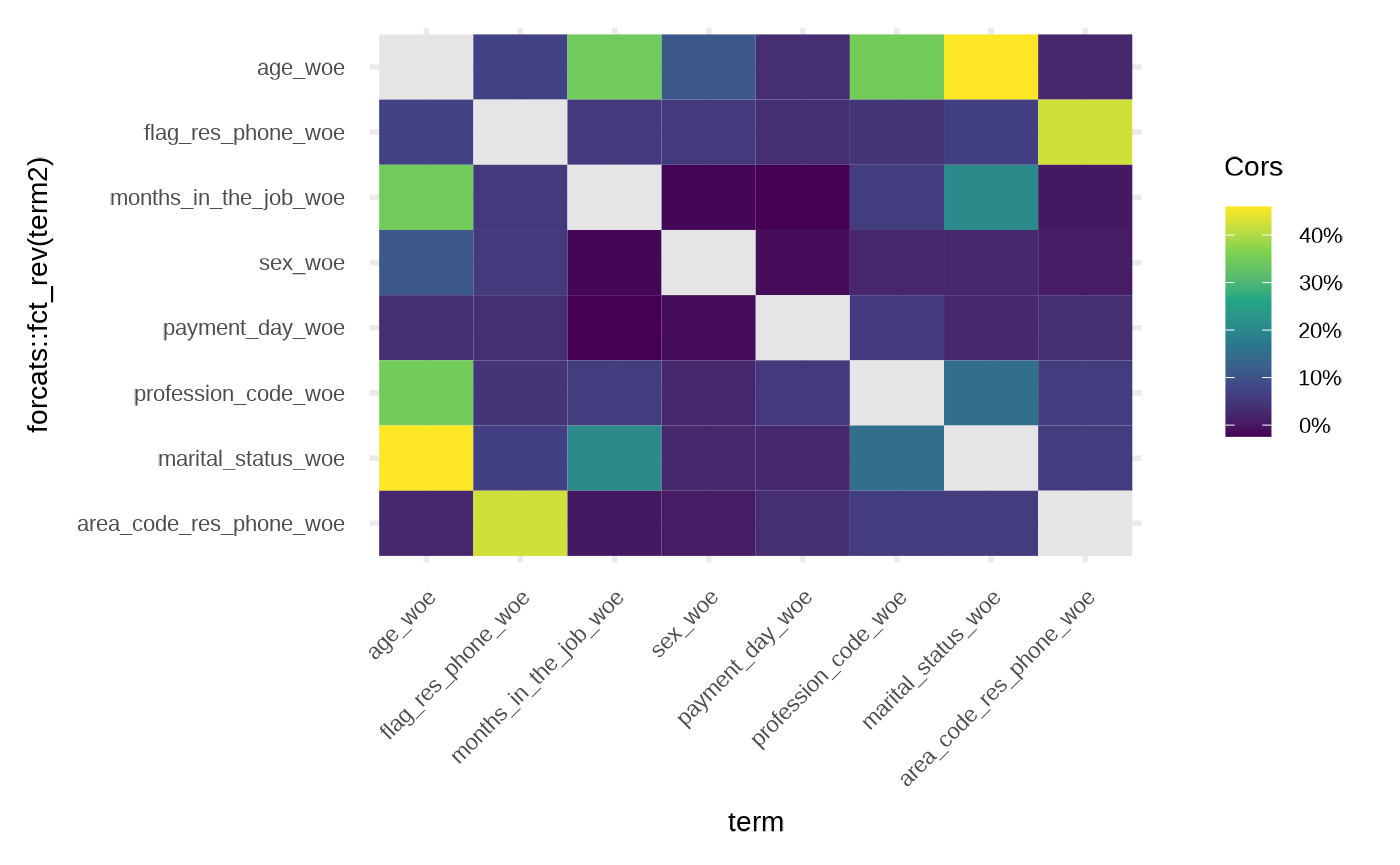 forcats::fct_rev(term2)
age_woe
flag_res_phone_woe
months_in_the_job_woe
sex_woe
payment_day_woe
profession_code_woe
marital_status_woe
area_code_res_phone_woe
age_woe
flag_res_phone_woe
months_in_the_job_woe
sex_woe
payment_day_woe
profession_code_woe
marital_status_woe
area_code_res_phone_woe
term
Cors
40%
30%
20%
10%
0%